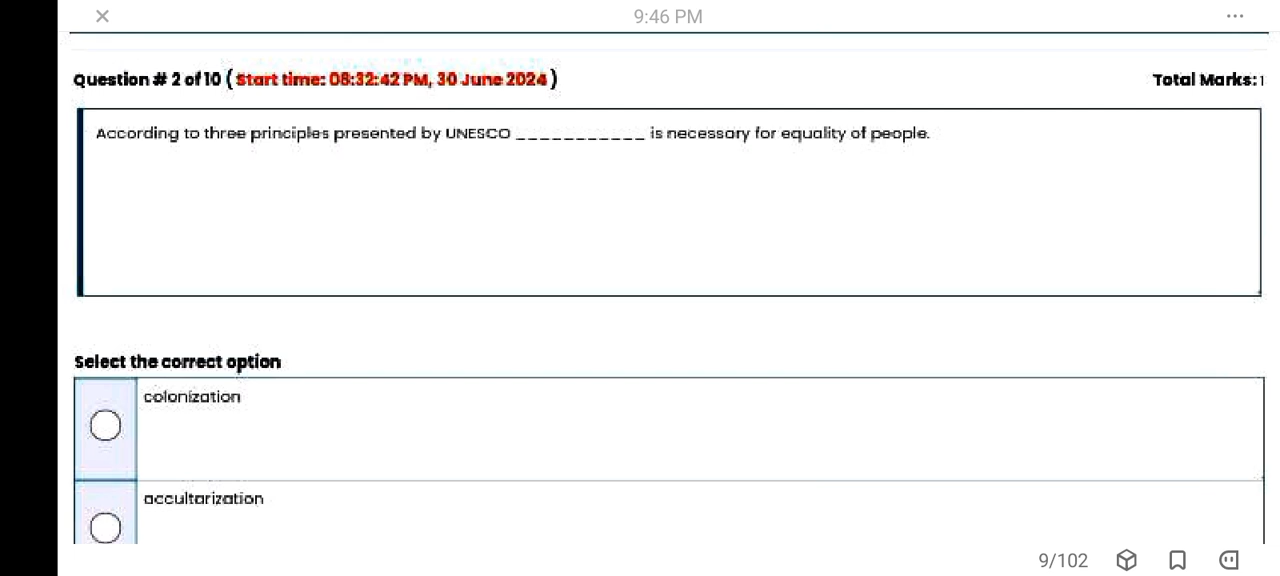 9:46 PM
Question # 2 of 10 ( Start time: 08:32:42 PM, 30 June 2024 )
Total Marks: 1
According to three principles presented by UNESCO ___________ is necessary for equality of people.
Select the correct option
colonization
accultarization
9/102